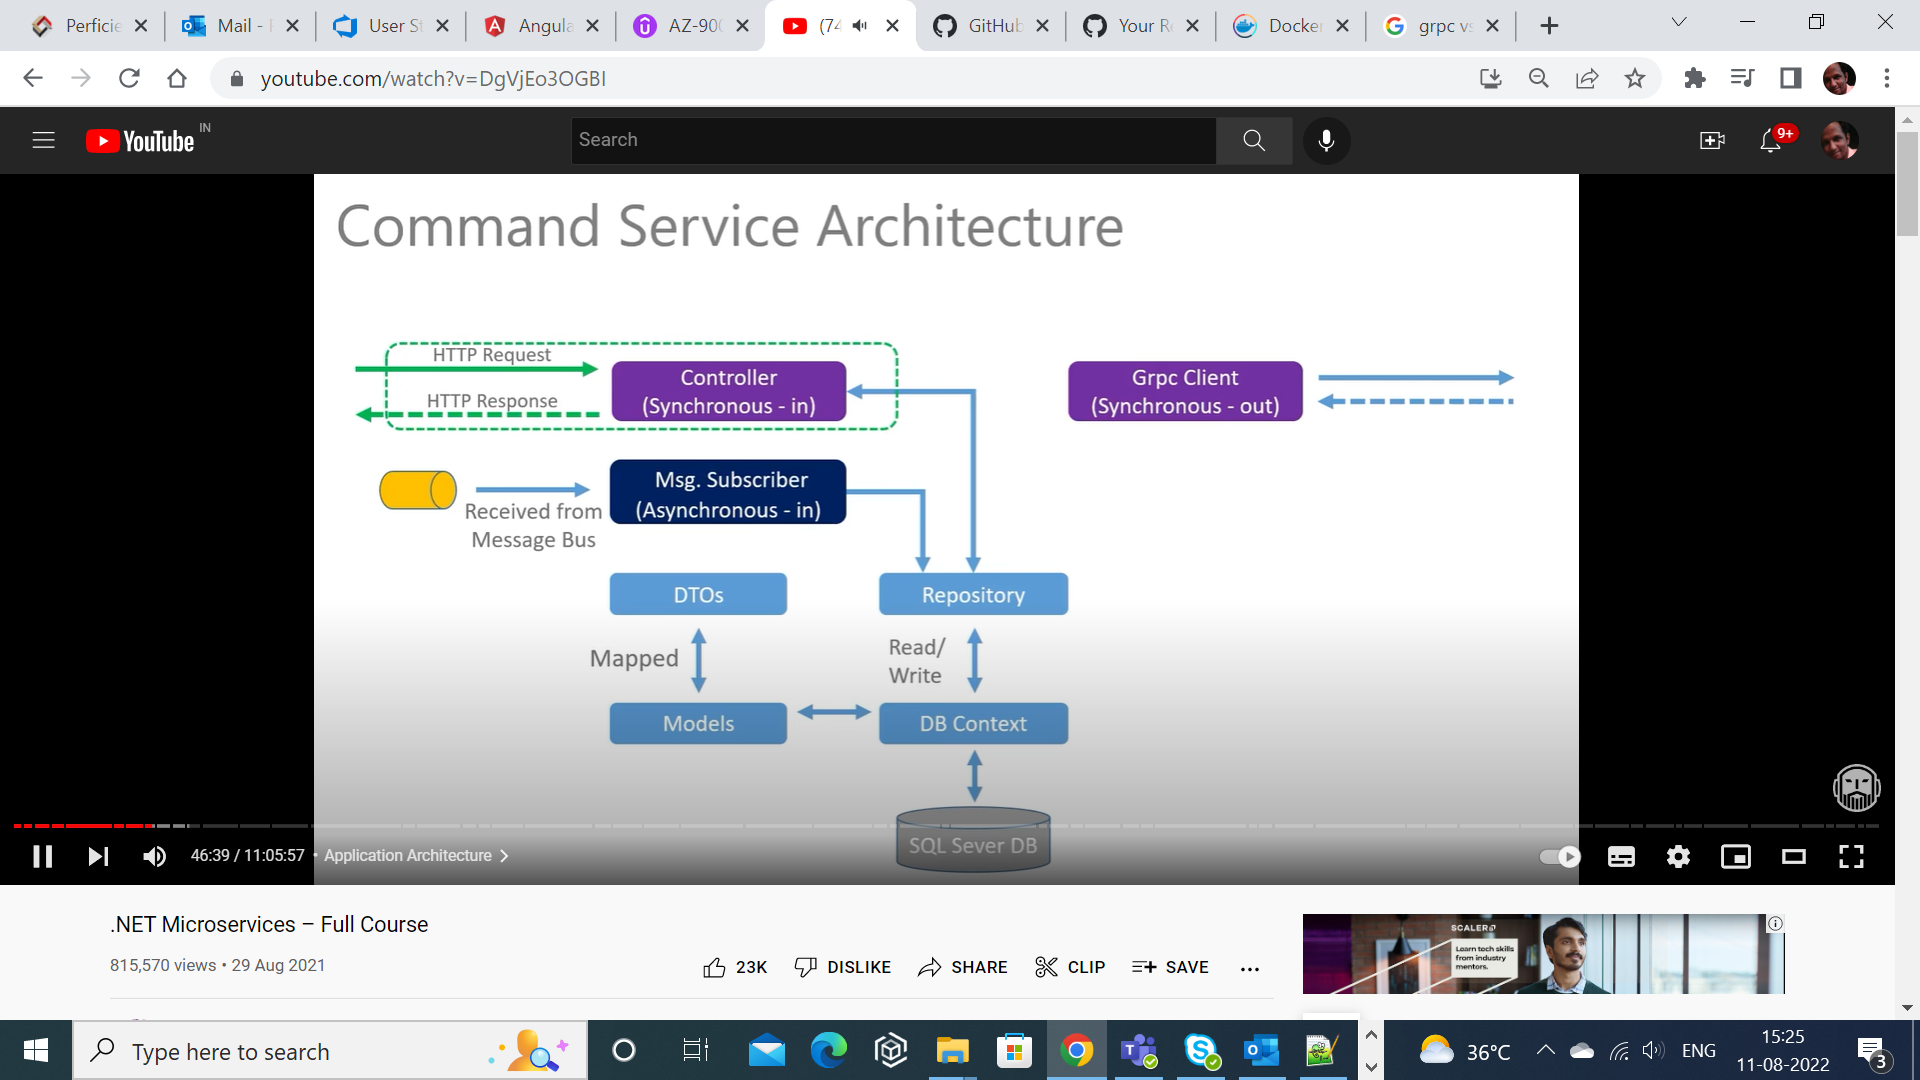 Perficie
Mail - F
User St
Angula
AZ-900
(74
GitHub
Your Re
Docker
grpc vs
youtube.com/watch?v=DgVjEo3OGBI
YouTube IN
Search
9+
Command Service Architecture
HTTP Request
HTTP Response
Controller
(Synchronous - in)
Grpc Client
(Synchronous - out)
Msg. Subscriber
(Asynchronous - in)
Received from
Message Bus
DTOs
Repository
Mapped
Read/
Write
Models
DB Context
SQL Sever DB
46:39 / 11:05:57 • Application Architecture
.NET Microservices – Full Course
815,570 views • 29 Aug 2021
23K
DISLIKE
SHARE
CLIP
SAVE
SCALER
Learn tech skills
from industry
mentors.
Type here to search
36°C
ENG
15:25
11-08-2022
3